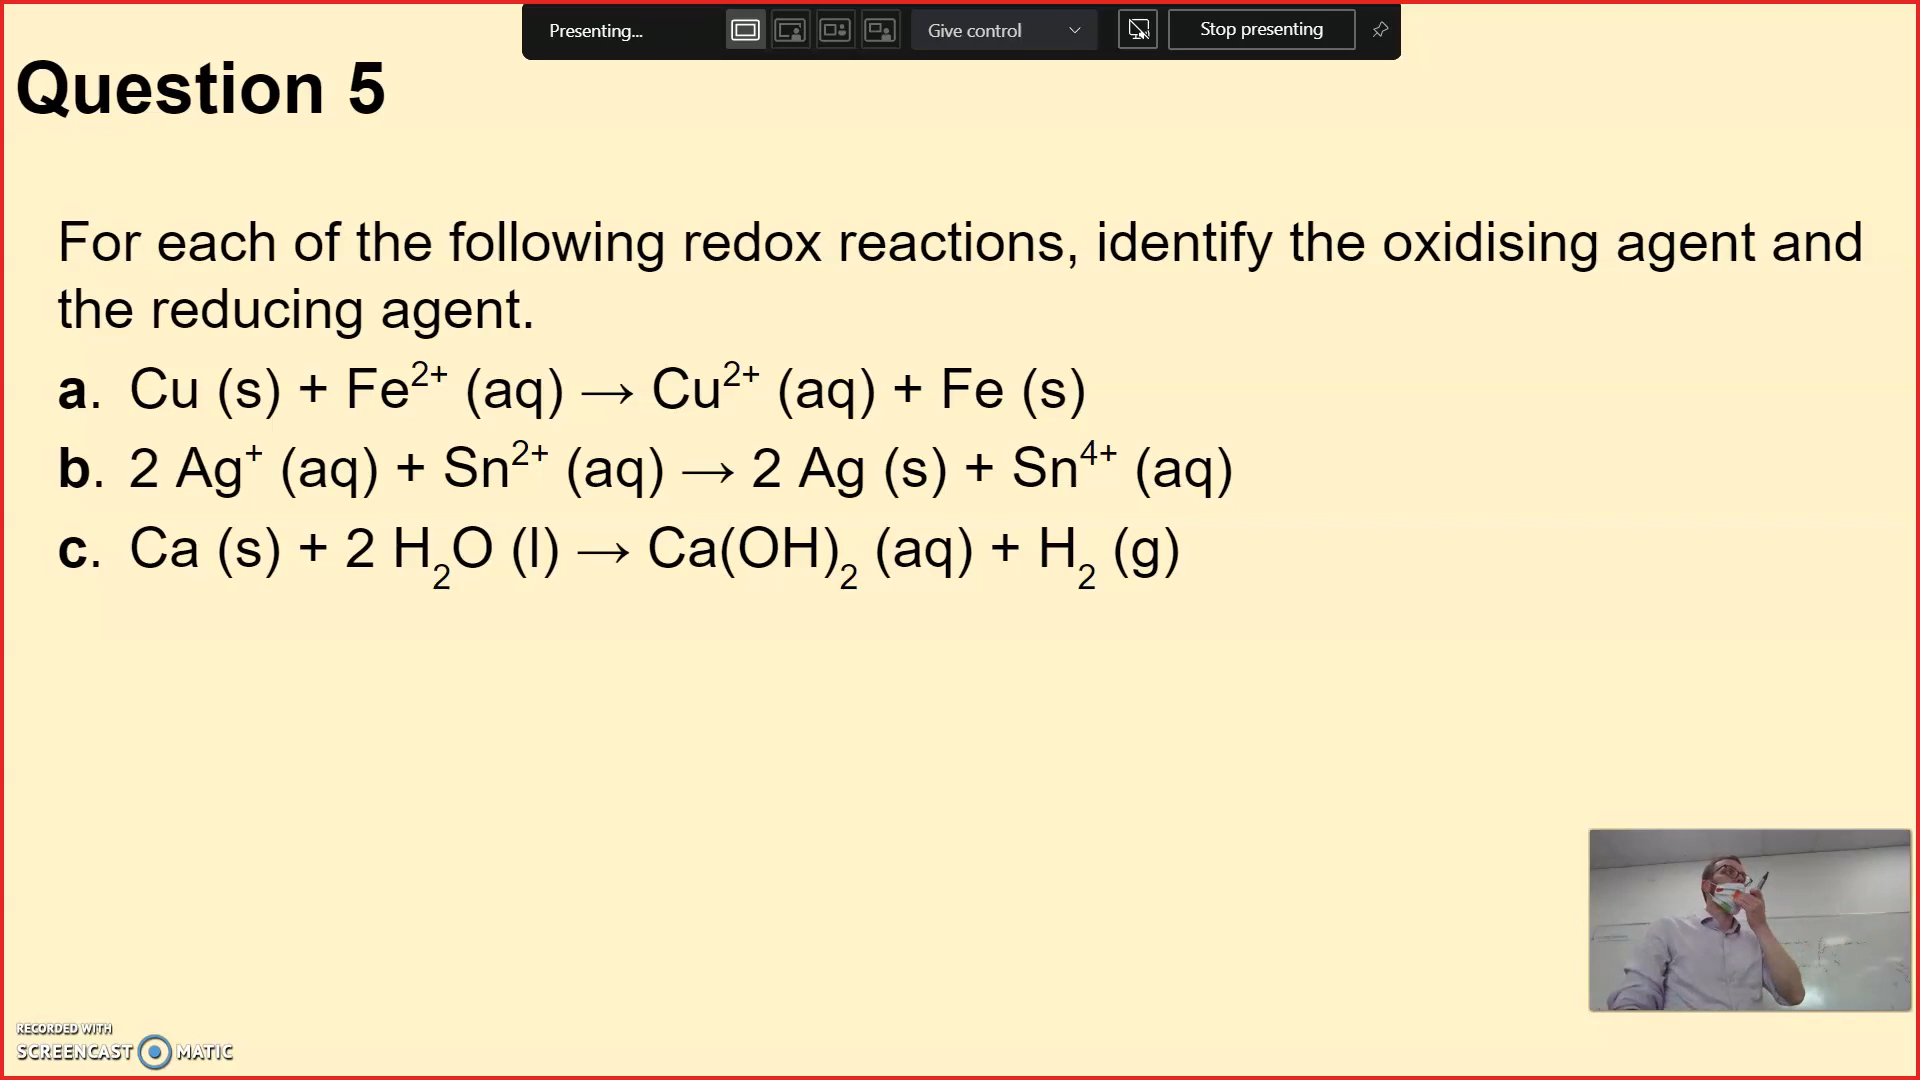 Presenting...
Give control
Stop presenting
Question 5
For each of the following redox reactions, identify the oxidising agent and
the reducing agent.
a. Cu (s) + Fe²⁺ (aq) → Cu²⁺ (aq) + Fe (s)
b. 2 Ag⁺ (aq) + Sn²⁺ (aq) → 2 Ag (s) + Sn⁴⁺ (aq)
c. Ca (s) + 2 H₂O (l) → Ca(OH)₂ (aq) + H₂ (g)
RECORDED WITH
SCREENCAST MATIC